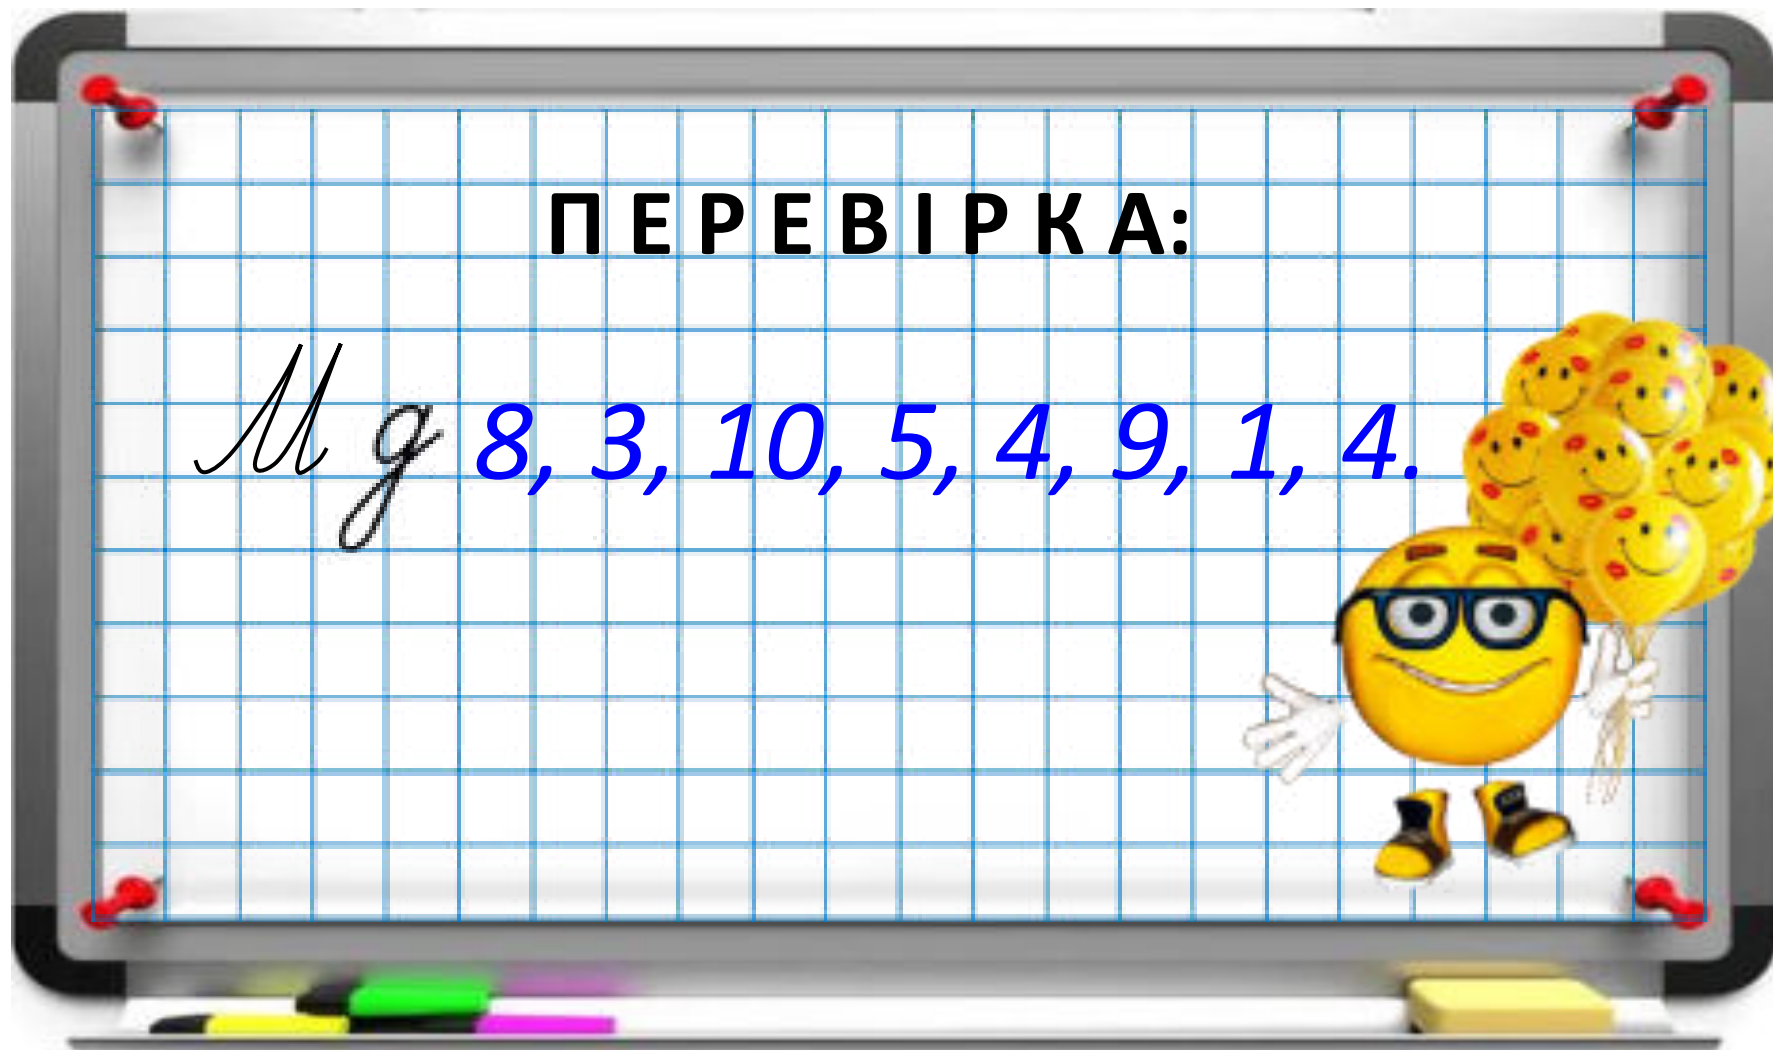 П Е Р Е В І Р К А:
М д 8, 3, 10, 5, 4, 9, 1, 4.